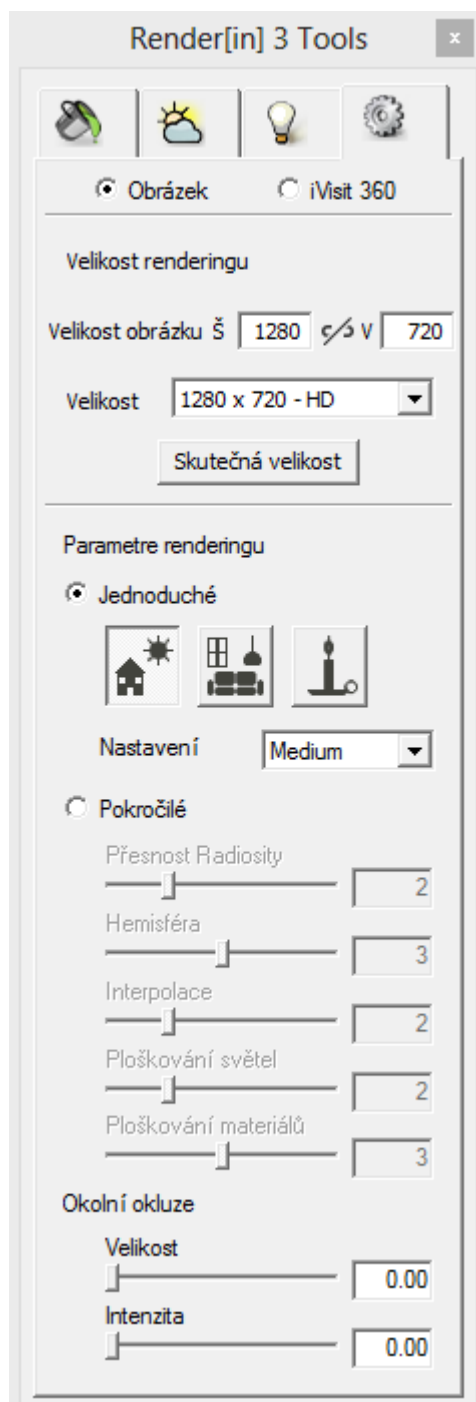 Render[in] 3 Tools
x
Obrázek iVisit 360
Velikost renderingu
Velikost obrázku Š 1280 V 720
Velikost 1280 x 720 - HD
Skutečná velikost
Parametre renderingu
Jednoduché
Nastavení Medium
Pokročilé
Přesnost Radiosity
2
Hemisféra
3
Interpolace
2
Ploškování světel
2
Ploškování materiálů
3
Okolní okluze
Velikost
0.00
Intenzita
0.00